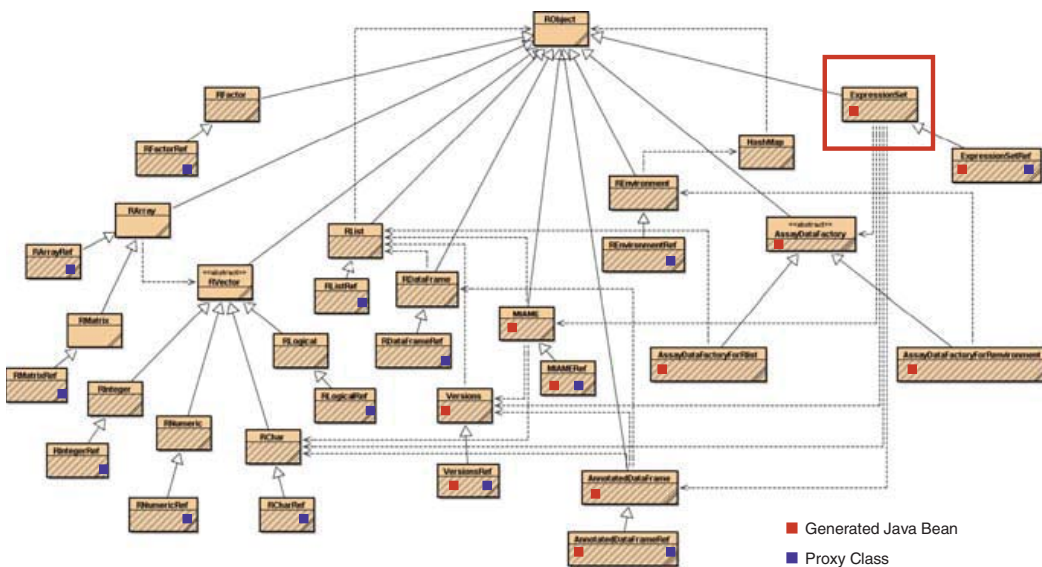 RObject
RFactor
ExpressionSet
RFactorRef
HashMap
ExpressionSetRef
REnvironment
RArray
RList
<<abstract>>
AssayDataFactory
RArrayRef
REnvironmentRef
<<abstract>>
RVector
RListRef
RDataFrame
RMatrix
MIAME
RLogical
RDataFrameRef
AssayDataFactoryForRlist
AssayDataFactoryForRenvironment
RMatrixRef
MIAMERef
RInteger
RLogicalRef
Versions
RNumeric
RChar
RIntegerRef
VersionsRef
AnnotatedDataFrame
RNumericRef
RCharRef
Generated Java Bean
AnnotatedDataFrameRef
Proxy Class